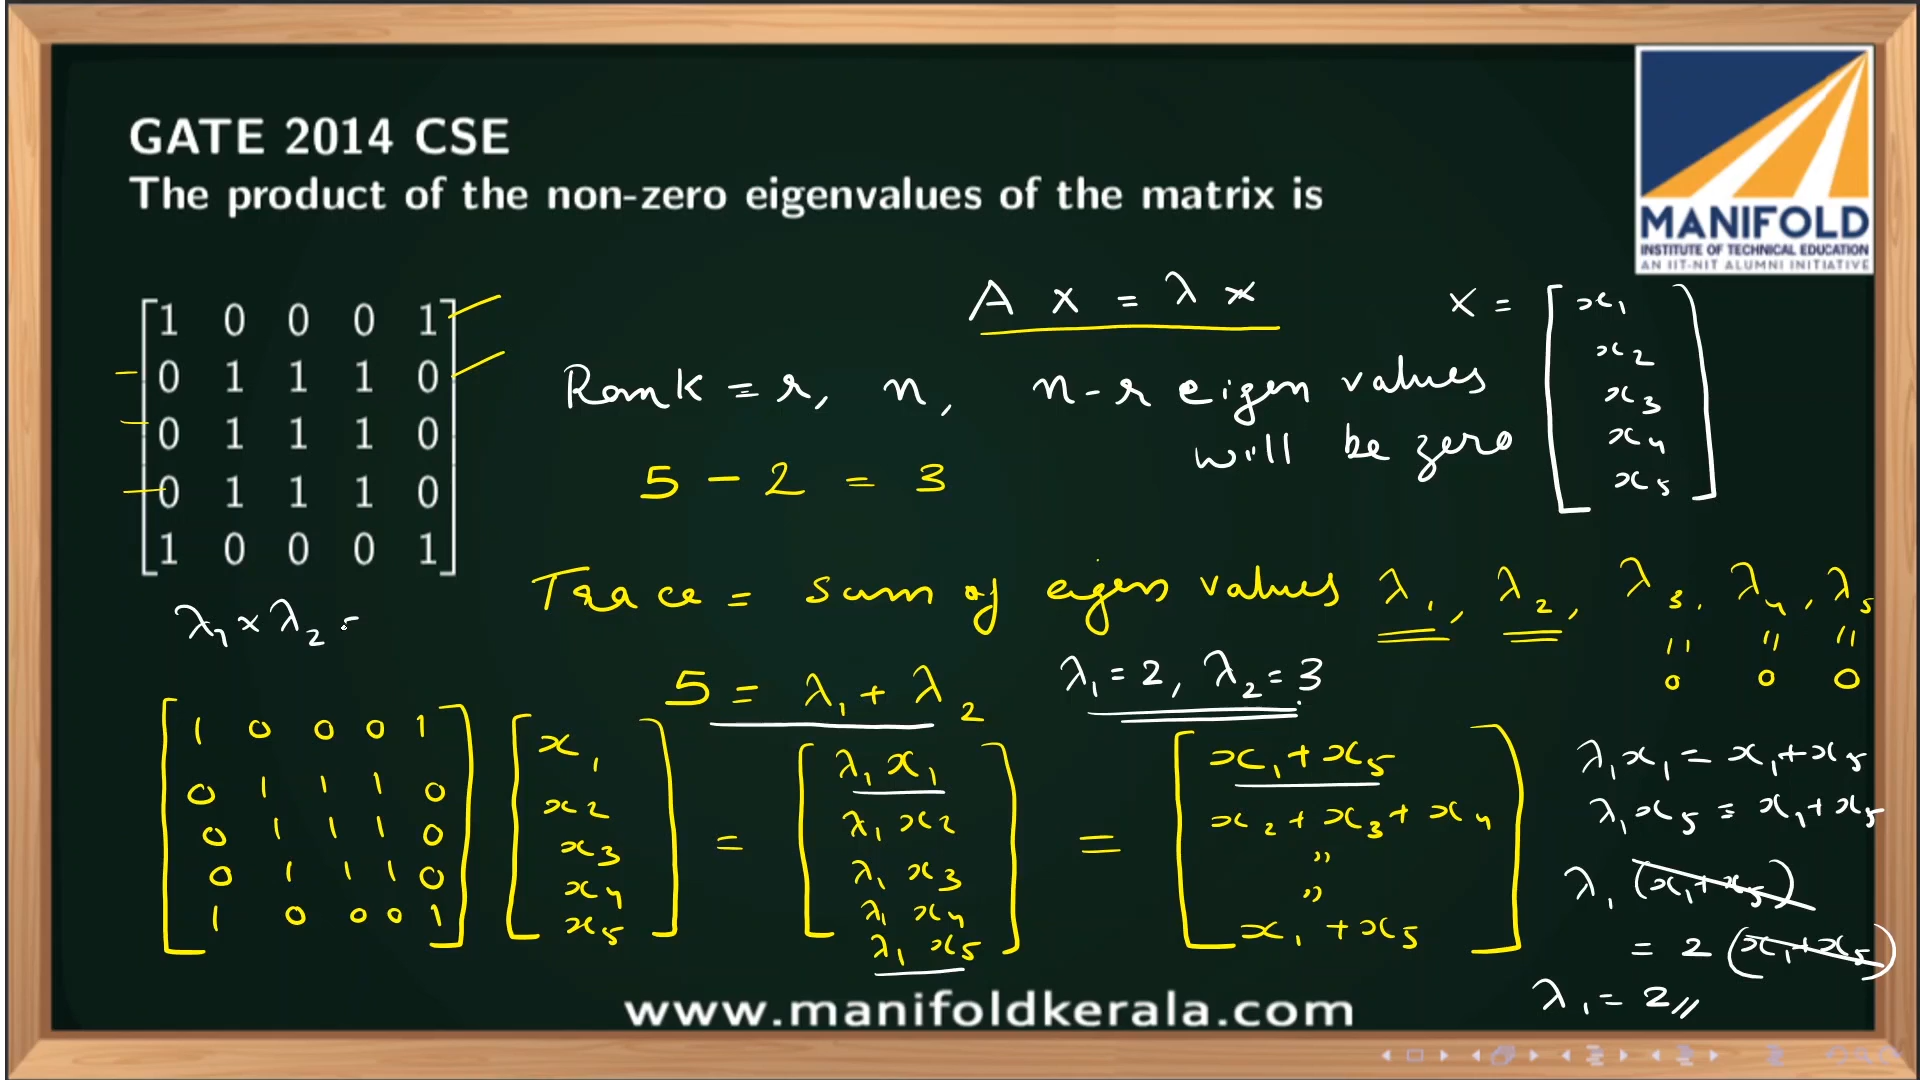 GATE 2014 CSE
The product of the non-zero eigenvalues of the matrix is
MANIFOLD
INSTITUTE OF TECHNICAL EDUCATION
AN IIT-NIT ALUMNI INITIATIVE
1 0 0 0 1
0 1 1 1 0
0 1 1 1 0
0 1 1 1 0
1 0 0 0 1
A x = λ x
X = [x₁ x₂ x₃ x₄ x₅]
Rank = r, n, n-r eigen values
will be zero
5 - 2 = 3
Trace = sum of eigen values λ₁, λ₂, λ₃, λ₄, λ₅
" " "
0 0 0
λ₁ × λ₂ =
5 = λ₁ + λ₂
λ₁ = 2, λ₂ = 3
1 0 0 0 1 x₁ λ₁ x₁ x₁ + x₅
0 1 1 1 0 x₂ λ₁ x₂ x₂ + x₃ + x₄
0 1 1 1 0 x₃ = λ₁ x₃ = "
0 1 1 1 0 x₄ λ₁ x₄ "
1 0 0 0 1 x₅ λ₁ x₅ x₁ + x₅
λ₁x₁ = x₁+x₅
λ₁x₅ = x₁+x₅
λ₁ (x₁+x₅)
= 2 (x₁+x₅)
λ₁ = 2 //
www.manifoldkerala.com